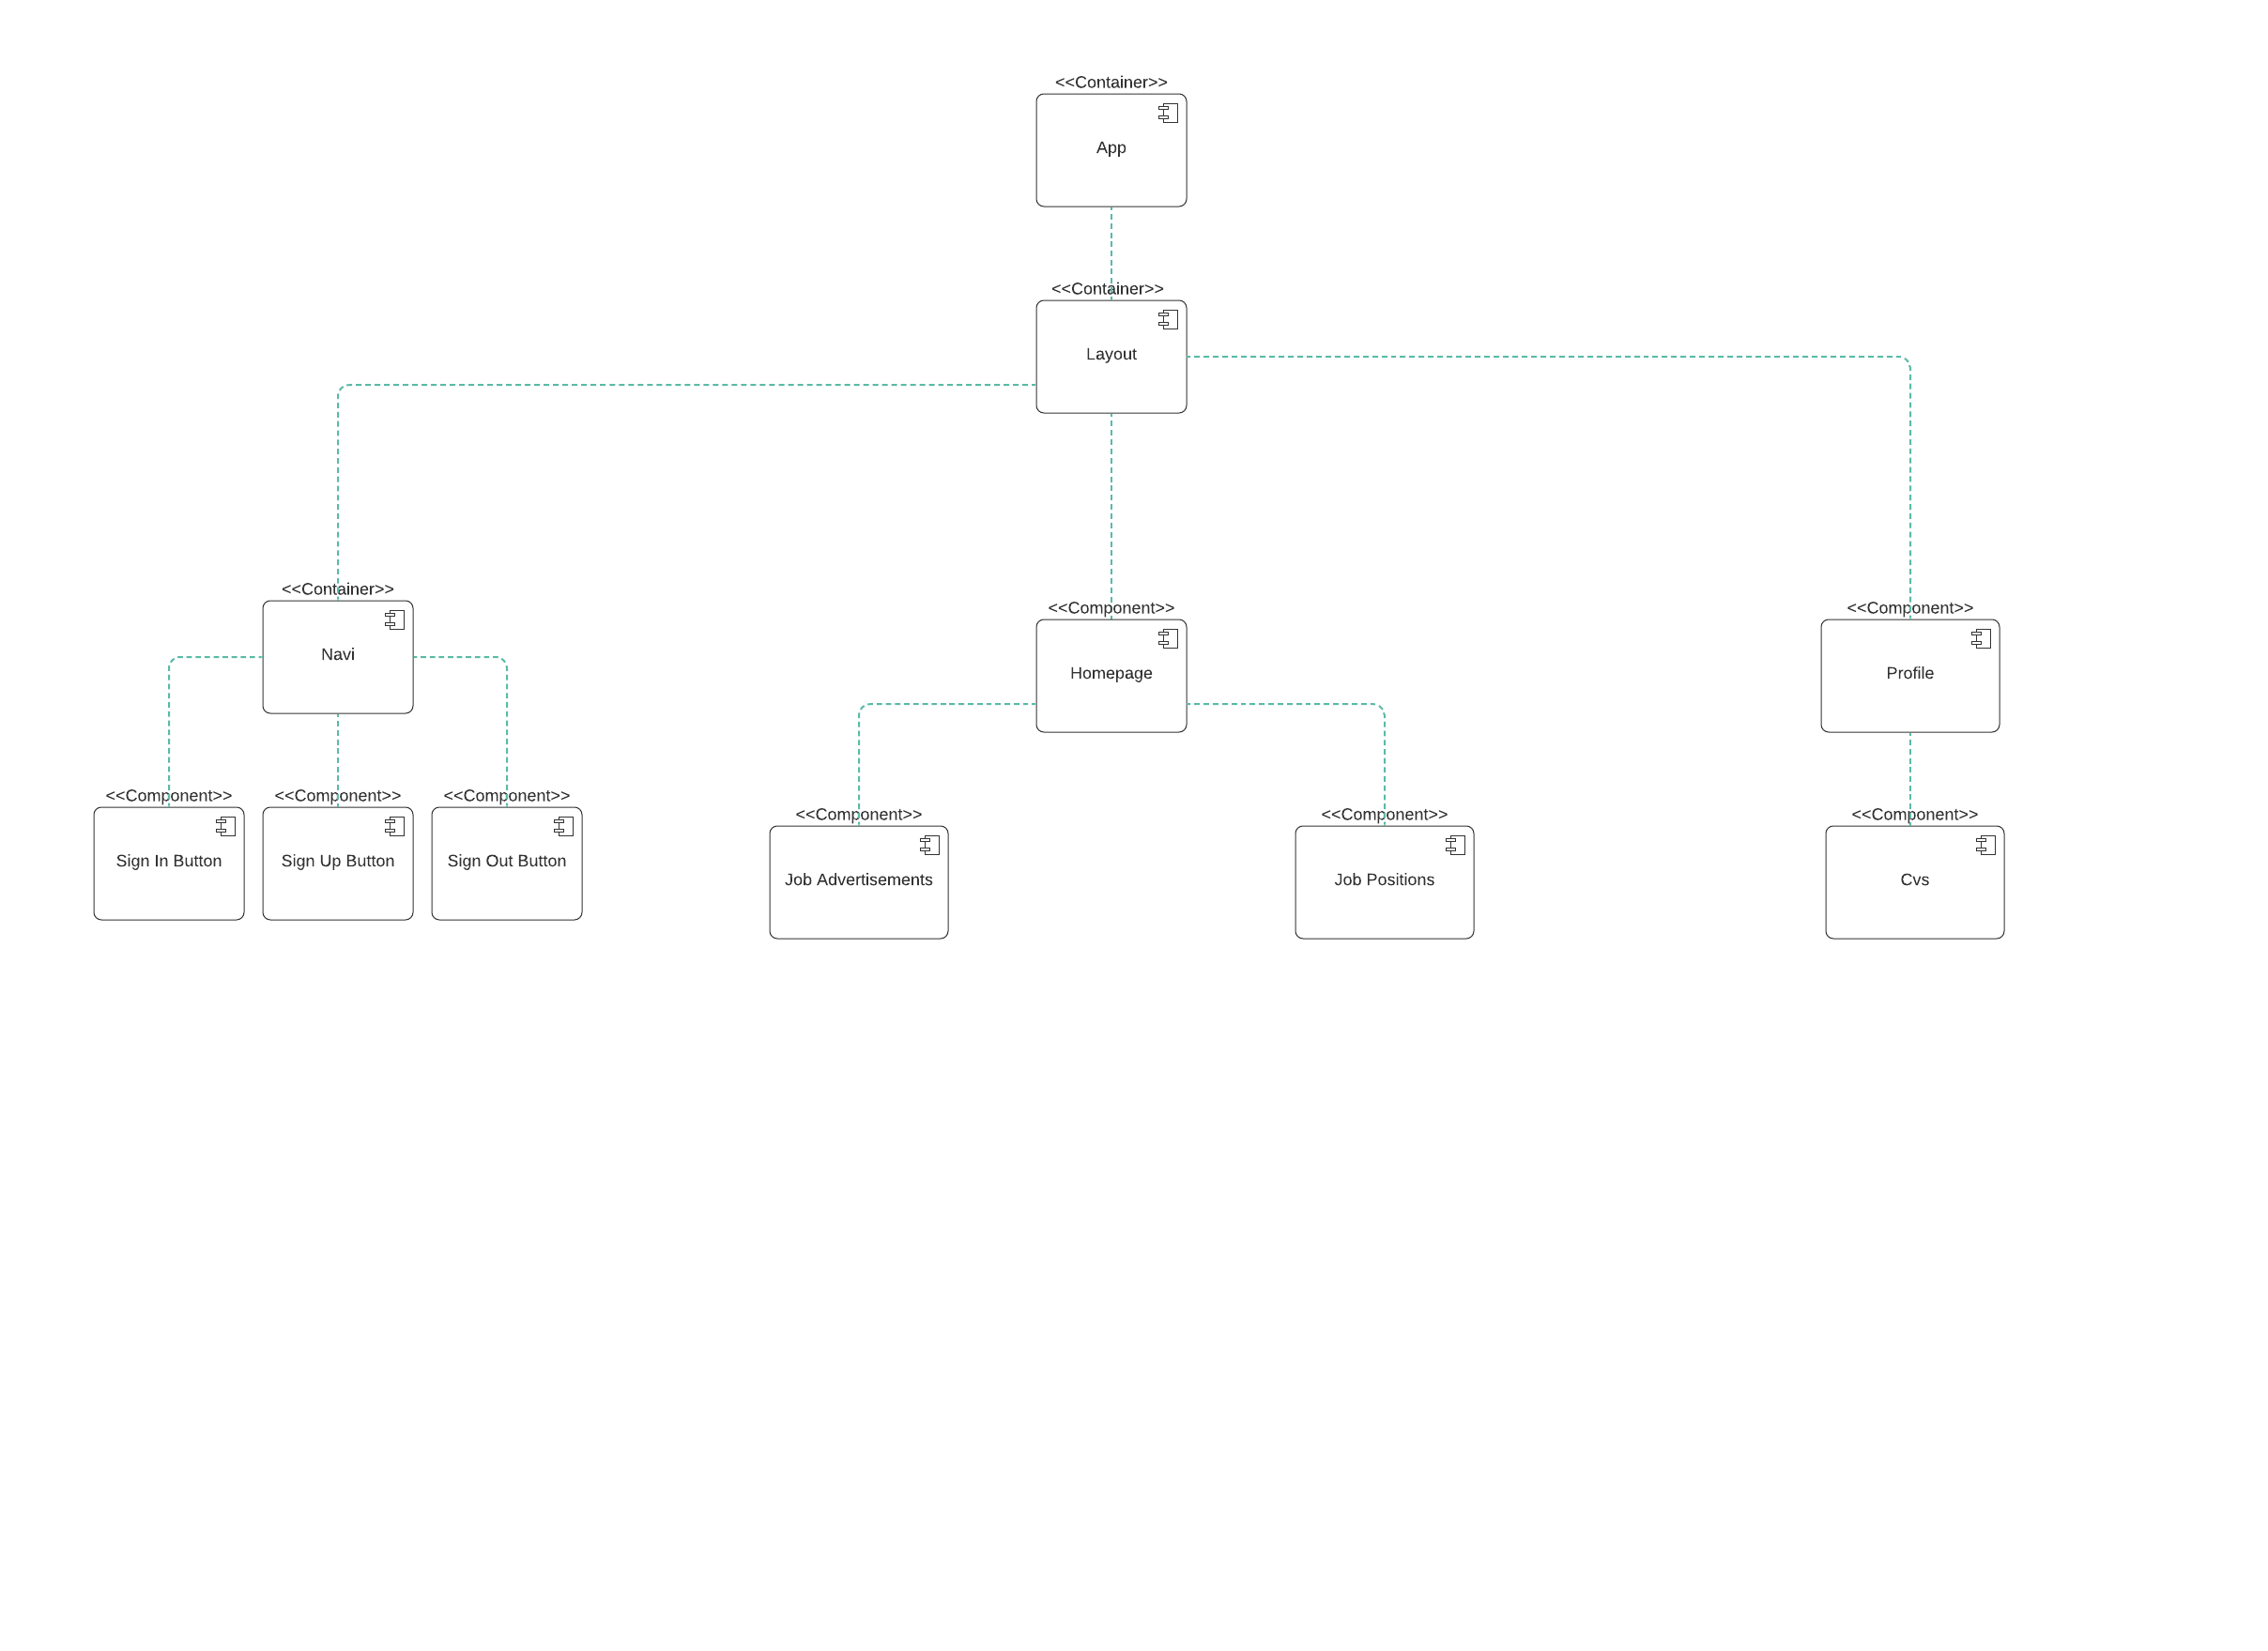 <<Container>>
App
<<Container>>
Layout
<<Container>>
Navi
<<Component>>
Homepage
<<Component>>
Profile
<<Component>>
Sign In Button
<<Component>>
Sign Up Button
<<Component>>
Sign Out Button
<<Component>>
Job Advertisements
<<Component>>
Job Positions
<<Component>>
Cvs